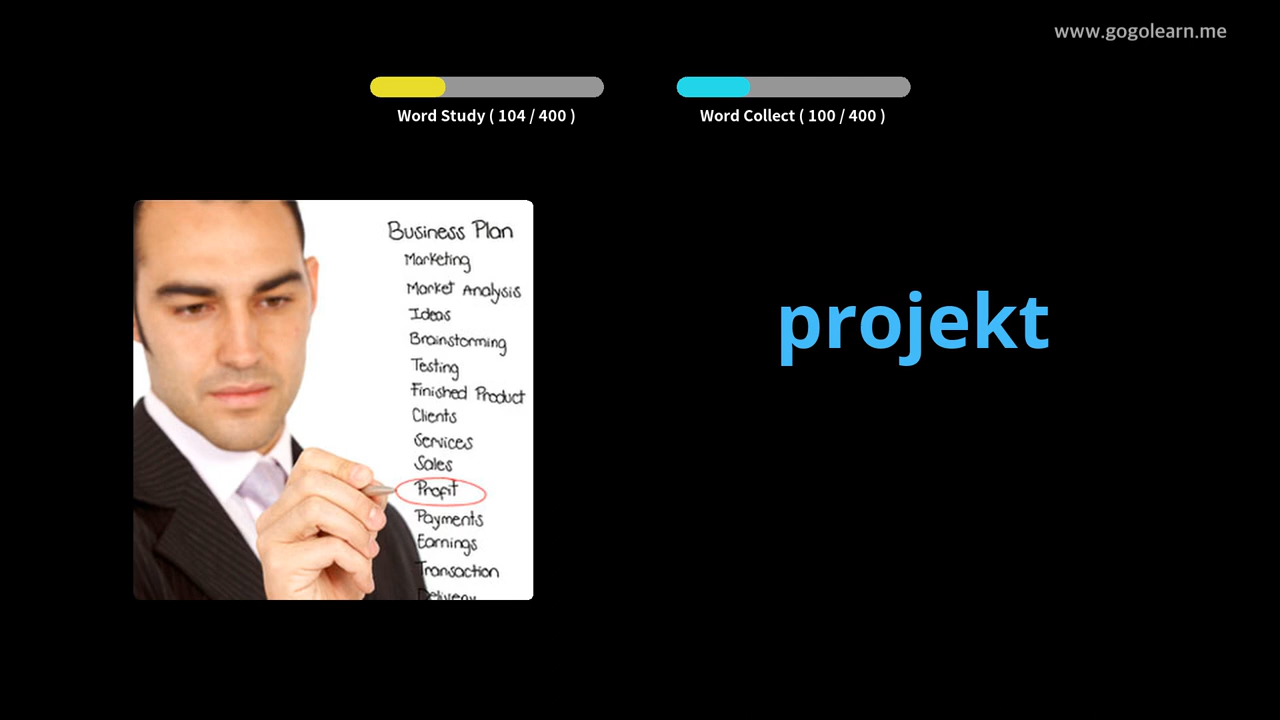 www.gogolearn.me
Word Study ( 104 / 400 )
Word Collect ( 100 / 400 )
Business Plan
Marketing
Market Analysis
Ideas
Brainstorming
Testing
Finished Product
Clients
Services
Sales
Profit
Payments
Earnings
Transaction
Delivery
projekt